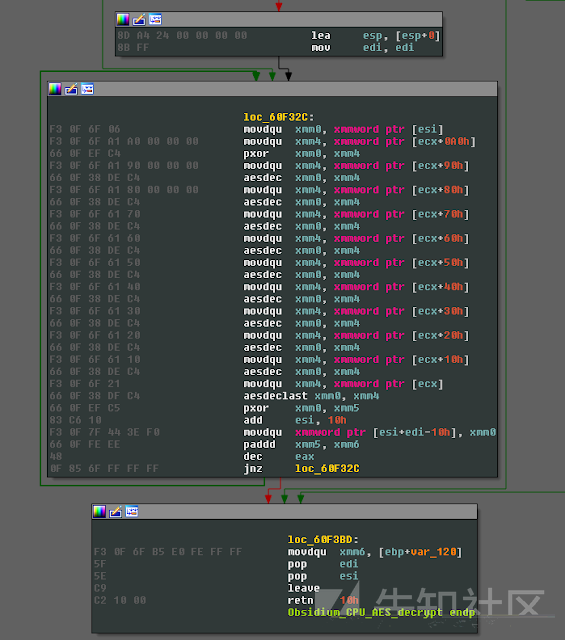 8D A4 24 00 00 00 00 lea esp, [esp+0]
8B FF mov edi, edi
loc_60F32C:
F3 0F 6F 06 movdqu xmm0, xmmword ptr [esi]
F3 0F 6F A1 A0 00 00 00 movdqu xmm4, xmmword ptr [ecx+0A0h]
66 0F EF C4 pxor xmm0, xmm4
F3 0F 6F A1 90 00 00 00 movdqu xmm4, xmmword ptr [ecx+90h]
66 0F 38 DE C4 aesdec xmm0, xmm4
F3 0F 6F A1 80 00 00 00 movdqu xmm4, xmmword ptr [ecx+80h]
66 0F 38 DE C4 aesdec xmm0, xmm4
F3 0F 6F 61 70 movdqu xmm4, xmmword ptr [ecx+70h]
66 0F 38 DE C4 aesdec xmm0, xmm4
F3 0F 6F 61 60 movdqu xmm4, xmmword ptr [ecx+60h]
66 0F 38 DE C4 aesdec xmm0, xmm4
F3 0F 6F 61 50 movdqu xmm4, xmmword ptr [ecx+50h]
66 0F 38 DE C4 aesdec xmm0, xmm4
F3 0F 6F 61 40 movdqu xmm4, xmmword ptr [ecx+40h]
66 0F 38 DE C4 aesdec xmm0, xmm4
F3 0F 6F 61 30 movdqu xmm4, xmmword ptr [ecx+30h]
66 0F 38 DE C4 aesdec xmm0, xmm4
F3 0F 6F 61 20 movdqu xmm4, xmmword ptr [ecx+20h]
66 0F 38 DE C4 aesdec xmm0, xmm4
F3 0F 6F 61 10 movdqu xmm4, xmmword ptr [ecx+10h]
66 0F 38 DE C4 aesdec xmm0, xmm4
F3 0F 6F 21 movdqu xmm4, xmmword ptr [ecx]
66 0F 38 DF C4 aesdeclast xmm0, xmm4
66 0F EF C5 pxor xmm0, xmm5
83 C6 10 add esi, 10h
F3 0F 7F 44 3E F0 movdqu xmmword ptr [esi+edi-10h], xmm0
66 0F FE EE paddd xmm5, xmm6
48 dec eax
0F 85 6F FF FF FF jnz loc_60F32C
loc_60F3BD:
F3 0F 6F B5 E0 FE FF FF movdqu xmm6, [ebp+var_120]
5F pop edi
5E pop esi
C9 leave
C2 10 00 retn 10h
Obsidium_CPU_AES_decrypt endp
牛知社区